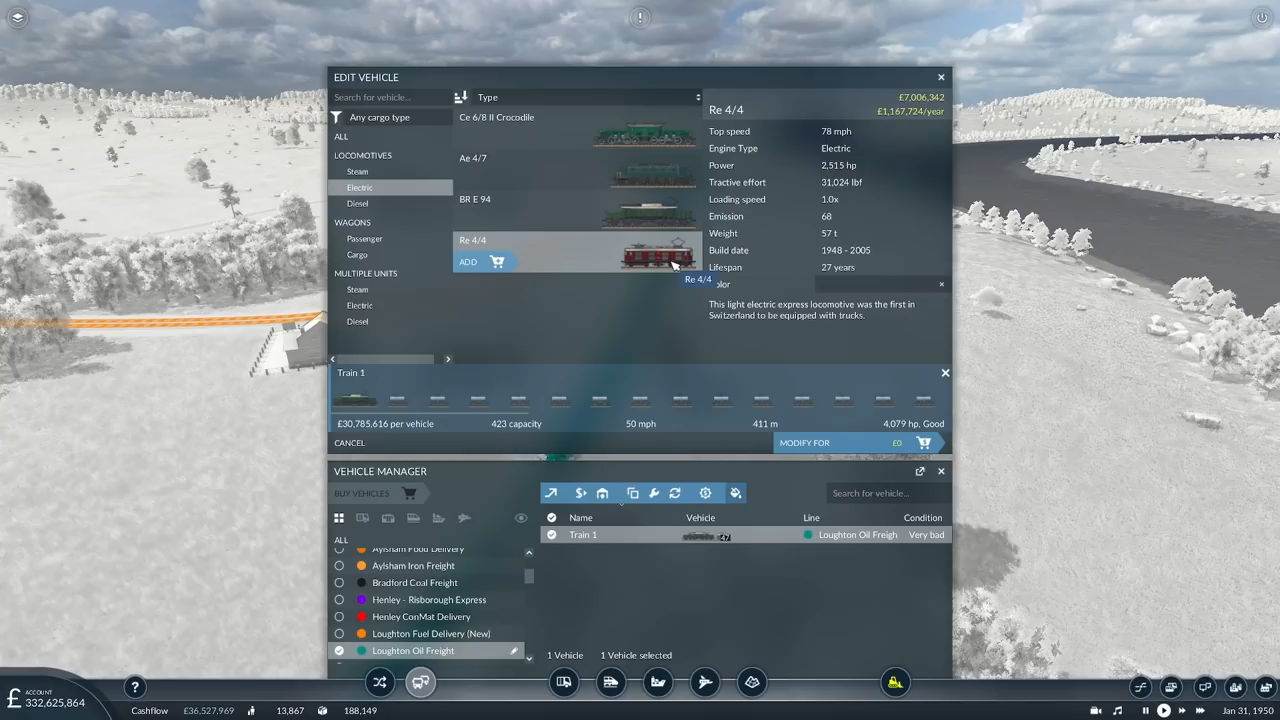 EDIT VEHICLE
Search for vehicle...
Type
Any cargo type
ALL
LOCOMOTIVES
Steam
Electric
Diesel
WAGONS
Passenger
Cargo
MULTIPLE UNITS
Steam
Electric
Diesel
Ce 6/8 II Crocodile
Ae 4/7
BR E 94
Re 4/4
ADD
Re 4/4
Re 4/4
£7,006,342
£1,167,724/year
Top speed 78 mph
Engine Type Electric
Power 2,515 hp
Tractive effort 31,024 lbf
Loading speed 1.0x
Emission 68
Weight 57 t
Build date 1948 - 2005
Lifespan 27 years
olor
This light electric express locomotive was the first in
Switzerland to be equipped with trucks.
Train 1
£30,785,616 per vehicle 423 capacity 50 mph 411 m 4,079 hp, Good
CANCEL
MODIFY FOR £0
VEHICLE MANAGER
BUY VEHICLES
Search for vehicle...
ALL
Aylsham Food Delivery
Aylsham Iron Freight
Bradford Coal Freight
Henley - Risborough Express
Henley ConMat Delivery
Loughton Fuel Delivery (New)
Loughton Oil Freight
Name Vehicle Line Condition
Train 1 47 Loughton Oil Freigh Very bad
1 Vehicle 1 Vehicle selected
£ ACCOUNT
332,625,864
?
Cashflow £36,527,969 13,867 188,149
Jan 31, 1950